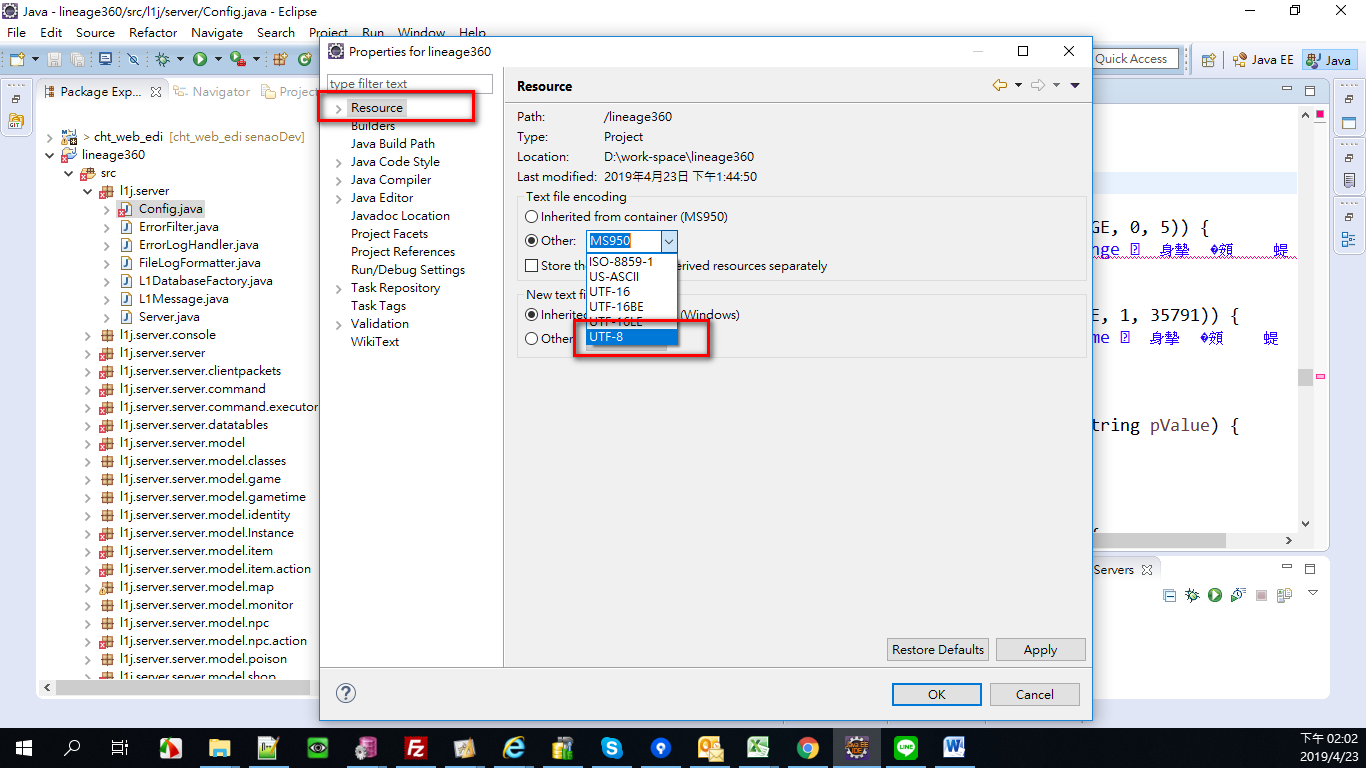 Java - lineage360/src/l1j/server/Config.java - Eclipse
File Edit Source Refactor Navigate Search Project Run Window Help
Quick Access
Java EE
Java
Package Exp...
Navigator
Project
> cht_web_edi [cht_web_edi senaoDev]
lineage360
src
l1j.server
Config.java
ErrorFilter.java
ErrorLogHandler.java
FileLogFormatter.java
L1DatabaseFactory.java
L1Message.java
Server.java
l1j.server.console
l1j.server.server
l1j.server.server.clientpackets
l1j.server.server.command
l1j.server.server.command.executor
l1j.server.server.datatables
l1j.server.server.model
l1j.server.server.model.classes
l1j.server.server.model.game
l1j.server.server.model.gametime
l1j.server.server.model.identity
l1j.server.server.model.Instance
l1j.server.server.model.item
l1j.server.server.model.item.action
l1j.server.server.model.map
l1j.server.server.model.monitor
l1j.server.server.model.npc
l1j.server.server.model.npc.action
l1j.server.server.model.poison
l1j.server.server.model.shop
Properties for lineage360
type filter text
Resource
Builders
Java Build Path
Java Code Style
Java Compiler
Java Editor
Javadoc Location
Project Facets
Project References
Run/Debug Settings
Task Repository
Task Tags
Validation
WikiText
Resource
Path: /lineage360
Type: Project
Location: D:\work-space\lineage360
Last modified: 2019年4月23日 下午1:44:50
Text file encoding
Inherited from container (MS950)
Other: MS950
ISO-8859-1
US-ASCII
UTF-16
UTF-16BE
UTF-16LE
UTF-8
Store th erived resources separately
New text fi
Inherited (Windows)
Other
Restore Defaults
Apply
OK
Cancel
GE, 0, 5)) {
nge 身摯 �頦 蝘
E, 1, 35791)) {
me 身摯 �頦 蝘
tring pValue) {
{
Servers
下午 02:02
2019/4/23